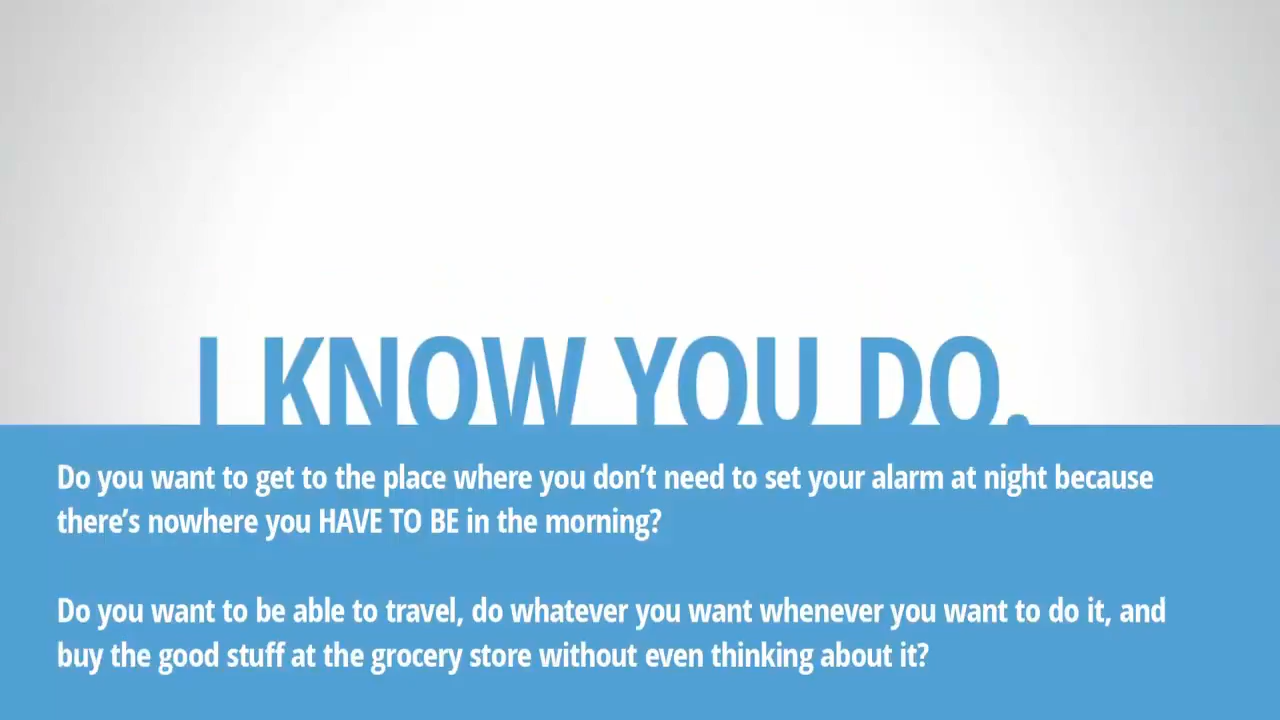 I KNOW YOU DO.
Do you want to get to the place where you don’t need to set your alarm at night because
there’s nowhere you HAVE TO BE in the morning?
Do you want to be able to travel, do whatever you want whenever you want to do it, and
buy the good stuff at the grocery store without even thinking about it?